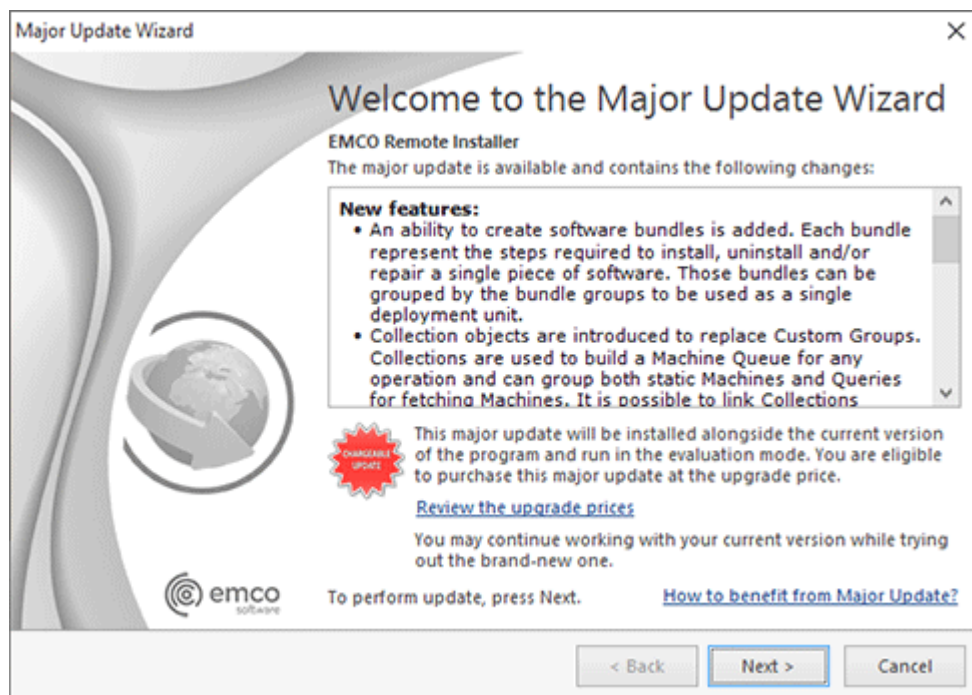 Major Update Wizard
Welcome to the Major Update Wizard
EMCO Remote Installer
The major update is available and contains the following changes:
New features:
• An ability to create software bundles is added. Each bundle
represent the steps required to install, uninstall and/or
repair a single piece of software. Those bundles can be
grouped by the bundle groups to be used as a single
deployment unit.
• Collection objects are introduced to replace Custom Groups.
Collections are used to build a Machine Queue for any
operation and can group both static Machines and Queries
for fetching Machines. It is possible to link Collections
CHARGEABLE
UPDATE
This major update will be installed alongside the current version
of the program and run in the evaluation mode. You are eligible
to purchase this major update at the upgrade price.
Review the upgrade prices
You may continue working with your current version while trying
out the brand-new one.
emco
software
To perform update, press Next.
How to benefit from Major Update?
< Back
Next >
Cancel